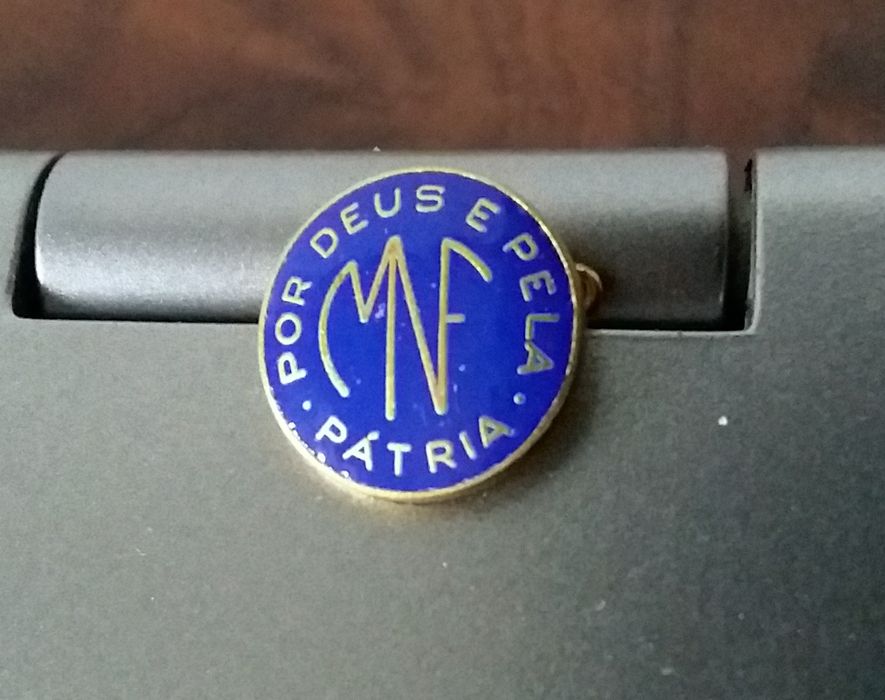 POR DEUS E PELA
MNF
· PÁTRIA ·